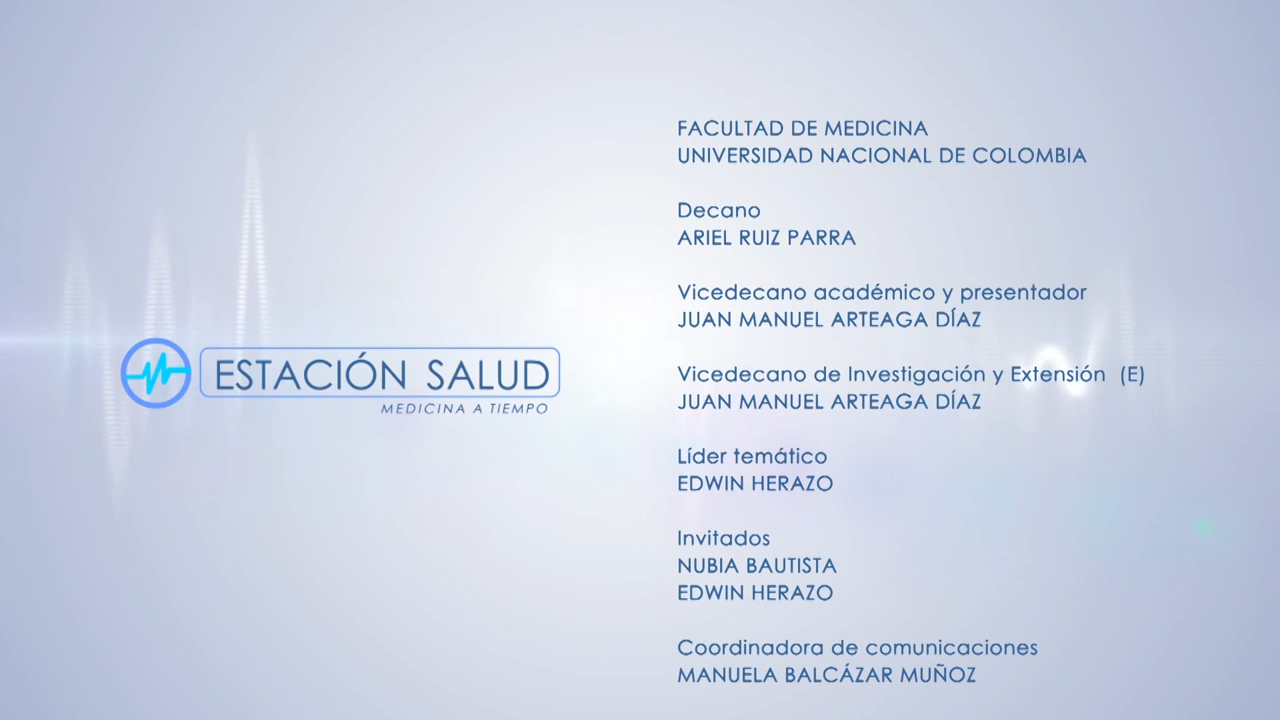 ESTACIÓN SALUD
MEDICINA A TIEMPO
FACULTAD DE MEDICINA
UNIVERSIDAD NACIONAL DE COLOMBIA
Decano
ARIEL RUIZ PARRA
Vicedecano académico y presentador
JUAN MANUEL ARTEAGA DÍAZ
Vicedecano de Investigación y Extensión (E)
JUAN MANUEL ARTEAGA DÍAZ
Líder temático
EDWIN HERAZO
Invitados
NUBIA BAUTISTA
EDWIN HERAZO
Coordinadora de comunicaciones
MANUELA BALCÁZAR MUÑOZ